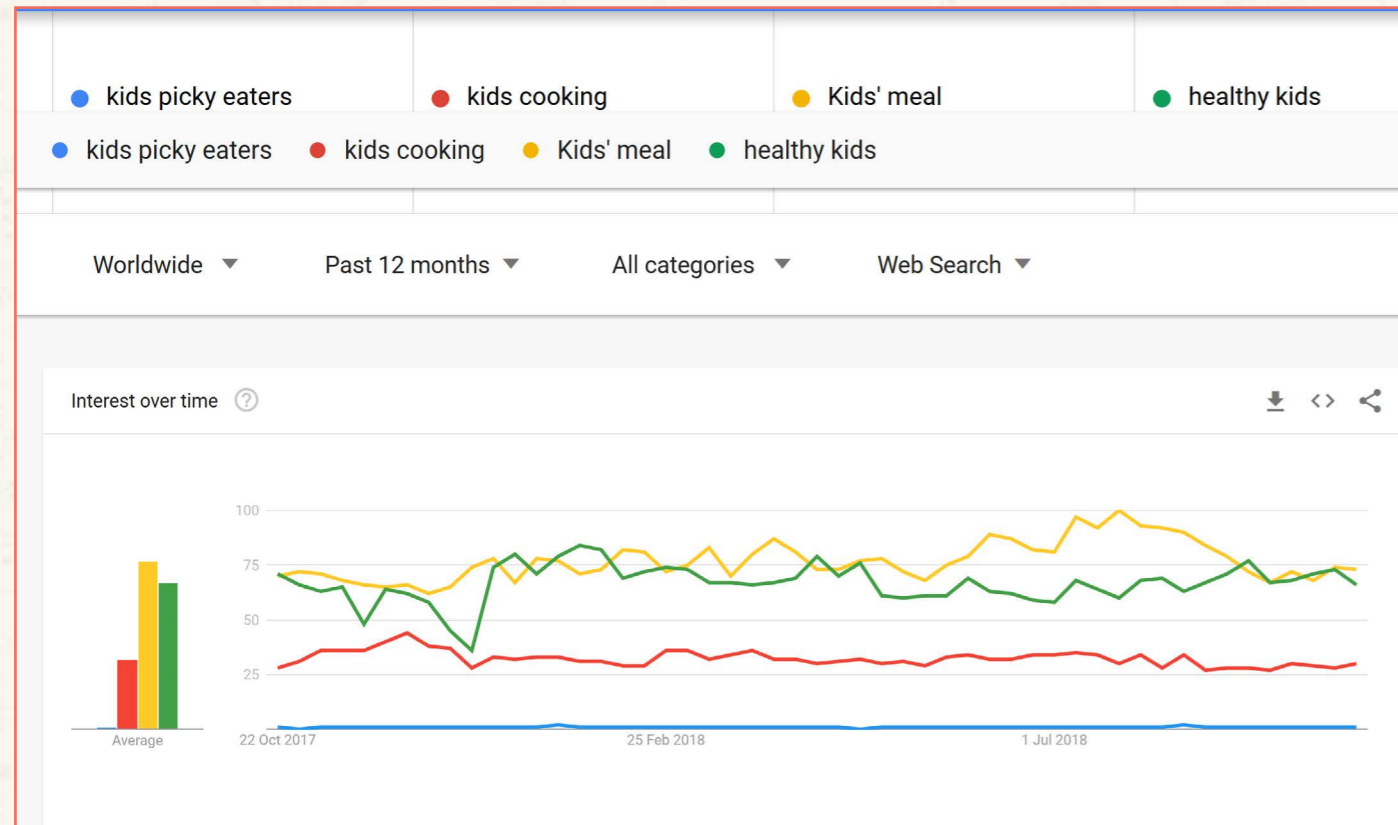 kids picky eaters kids cooking Kids' meal healthy kids
kids picky eaters kids cooking Kids' meal healthy kids
Worldwide Past 12 months All categories Web Search
Interest over time ?
100
75
50
25
Average 22 Oct 2017 25 Feb 2018 1 Jul 2018